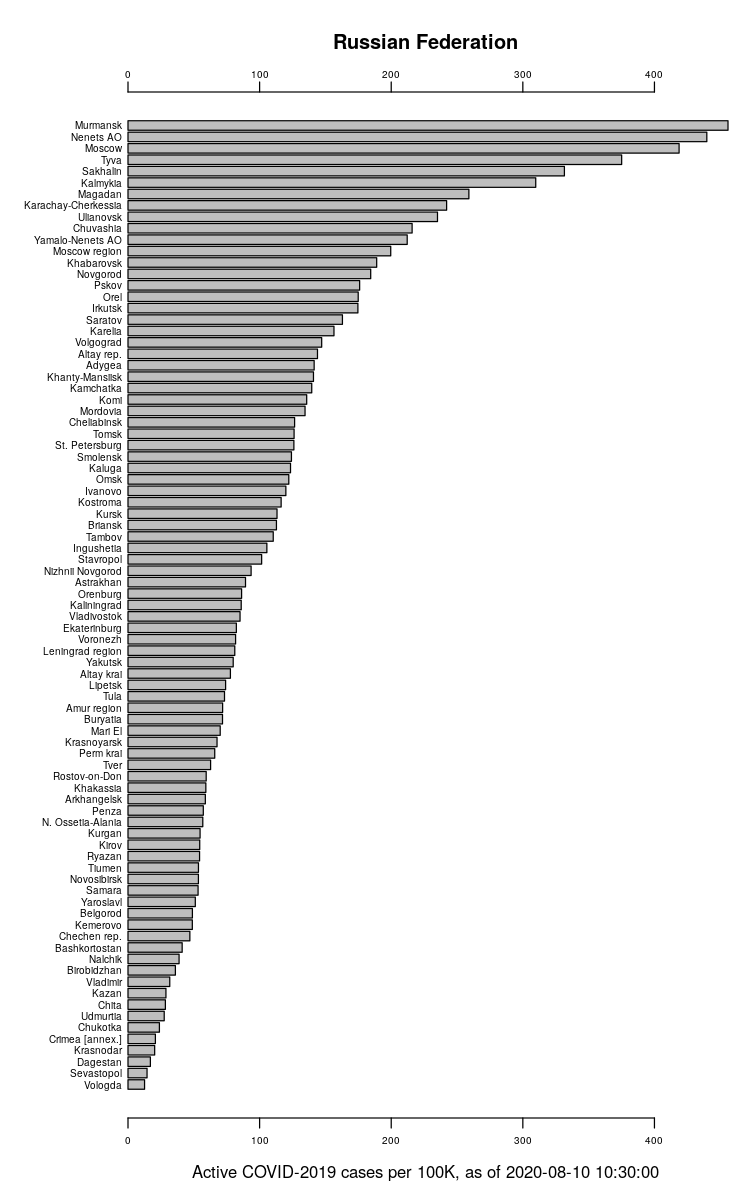 Russian Federation
0 100 200 300 400
Murmansk
Nenets AO
Moscow
Tyva
Sakhalin
Kalmykia
Magadan
Karachay-Cherkessia
Ulianovsk
Chuvashia
Yamalo-Nenets AO
Moscow region
Khabarovsk
Novgorod
Pskov
Orel
Irkutsk
Saratov
Karelia
Volgograd
Altay rep.
Adygea
Khanty-Mansiisk
Kamchatka
Komi
Mordovia
Cheliabinsk
Tomsk
St. Petersburg
Smolensk
Kaluga
Omsk
Ivanovo
Kostroma
Kursk
Briansk
Tambov
Ingushetia
Stavropol
Nizhnii Novgorod
Astrakhan
Orenburg
Kaliningrad
Vladivostok
Ekaterinburg
Voronezh
Leningrad region
Yakutsk
Altay krai
Lipetsk
Tula
Amur region
Buryatia
Mari El
Krasnoyarsk
Perm krai
Tver
Rostov-on-Don
Khakassia
Arkhangelsk
Penza
N. Ossetia-Alania
Kurgan
Kirov
Ryazan
Tiumen
Novosibirsk
Samara
Yaroslavl
Belgorod
Kemerovo
Chechen rep.
Bashkortostan
Nalchik
Birobidzhan
Vladimir
Kazan
Chita
Udmurtia
Chukotka
Crimea [annex.]
Krasnodar
Dagestan
Sevastopol
Vologda
0 100 200 300 400
Active COVID-2019 cases per 100K, as of 2020-08-10 10:30:00